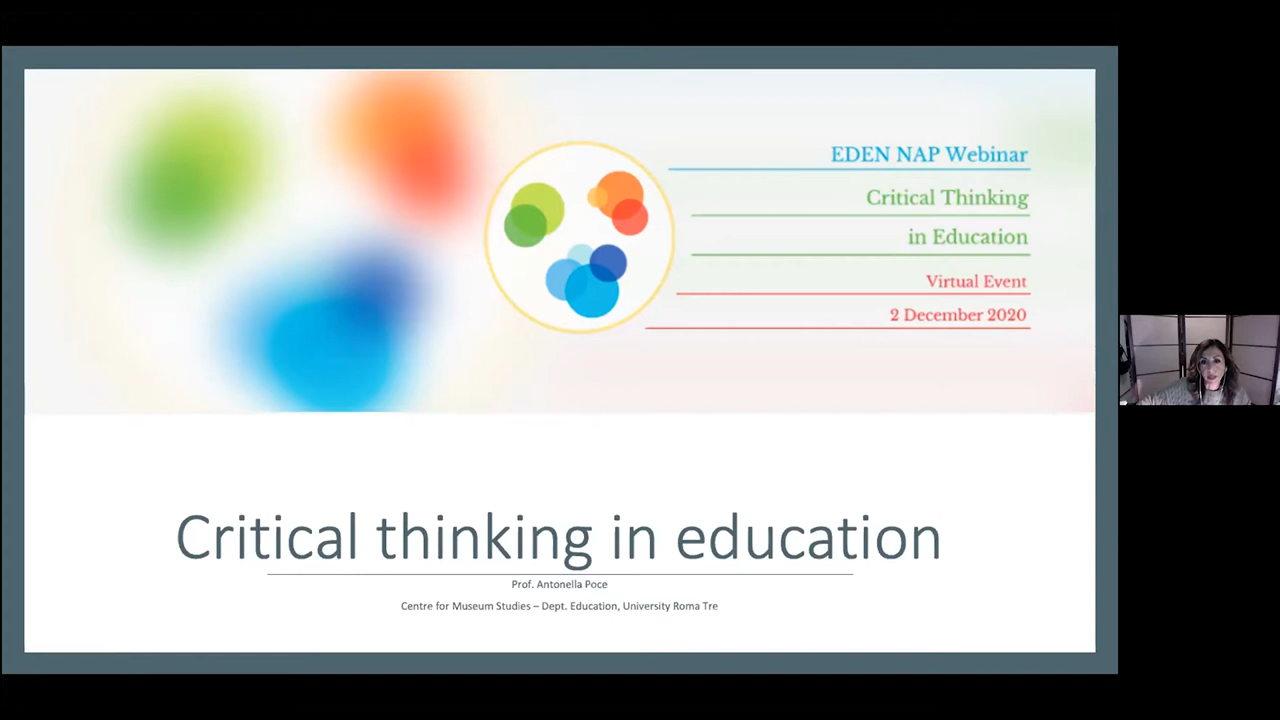 EDEN NAP Webinar
Critical Thinking
in Education
Virtual Event
2 December 2020
Critical thinking in education
Prof. Antonella Poce
Centre for Museum Studies – Dept. Education, University Roma Tre